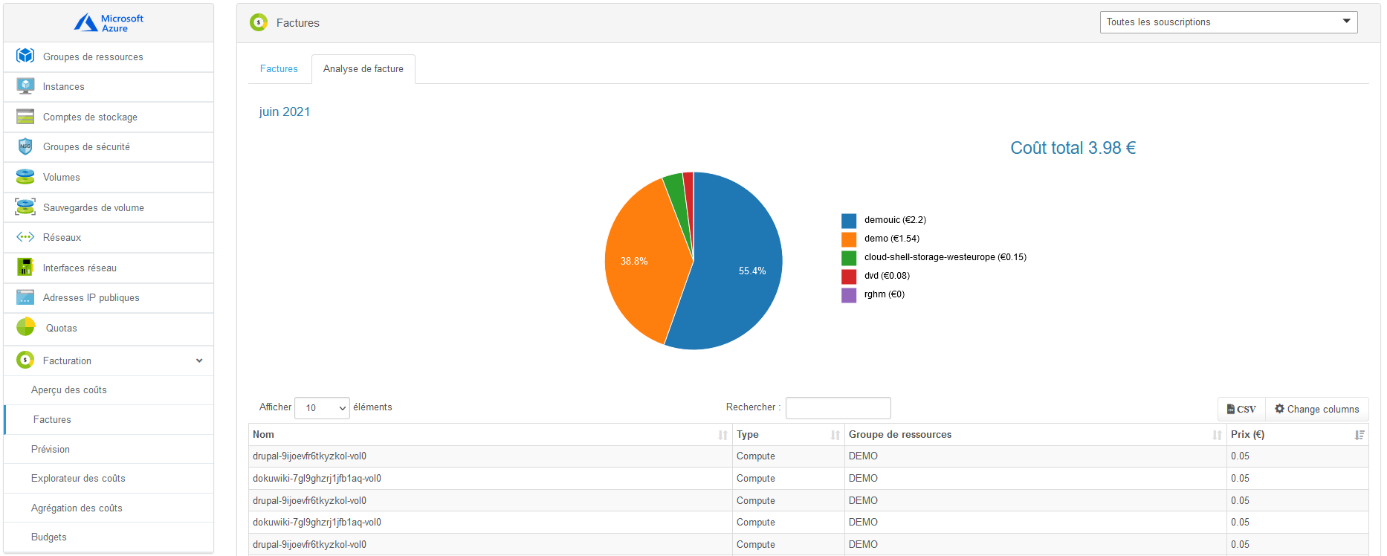 Microsoft
Azure
Groupes de ressources
Instances
Comptes de stockage
Groupes de sécurité
Volumes
Sauvegardes de volume
Réseaux
Interfaces réseau
Adresses IP publiques
Quotas
Facturation
Aperçu des coûts
Factures
Prévision
Explorateur des coûts
Agrégation des coûts
Budgets
Factures
Toutes les souscriptions
Factures Analyse de facture
juin 2021
Coût total 3.98 €
38.8%
55.4%
demouic (€2.2)
demo (€1.54)
cloud-shell-storage-westeurope (€0.15)
dvd (€0.08)
rghm (€0)
Afficher 10 éléments Rechercher : CSV Change columns
Nom Type Groupe de ressources Prix (€)
drupal-9ijoevfr6tkyzkol-vol0 Compute DEMO 0.05
dokuwiki-7gl9ghzrj1jfb1aq-vol0 Compute DEMO 0.05
drupal-9ijoevfr6tkyzkol-vol0 Compute DEMO 0.05
dokuwiki-7gl9ghzrj1jfb1aq-vol0 Compute DEMO 0.05
drupal-9ijoevfr6tkyzkol-vol0 Compute DEMO 0.05